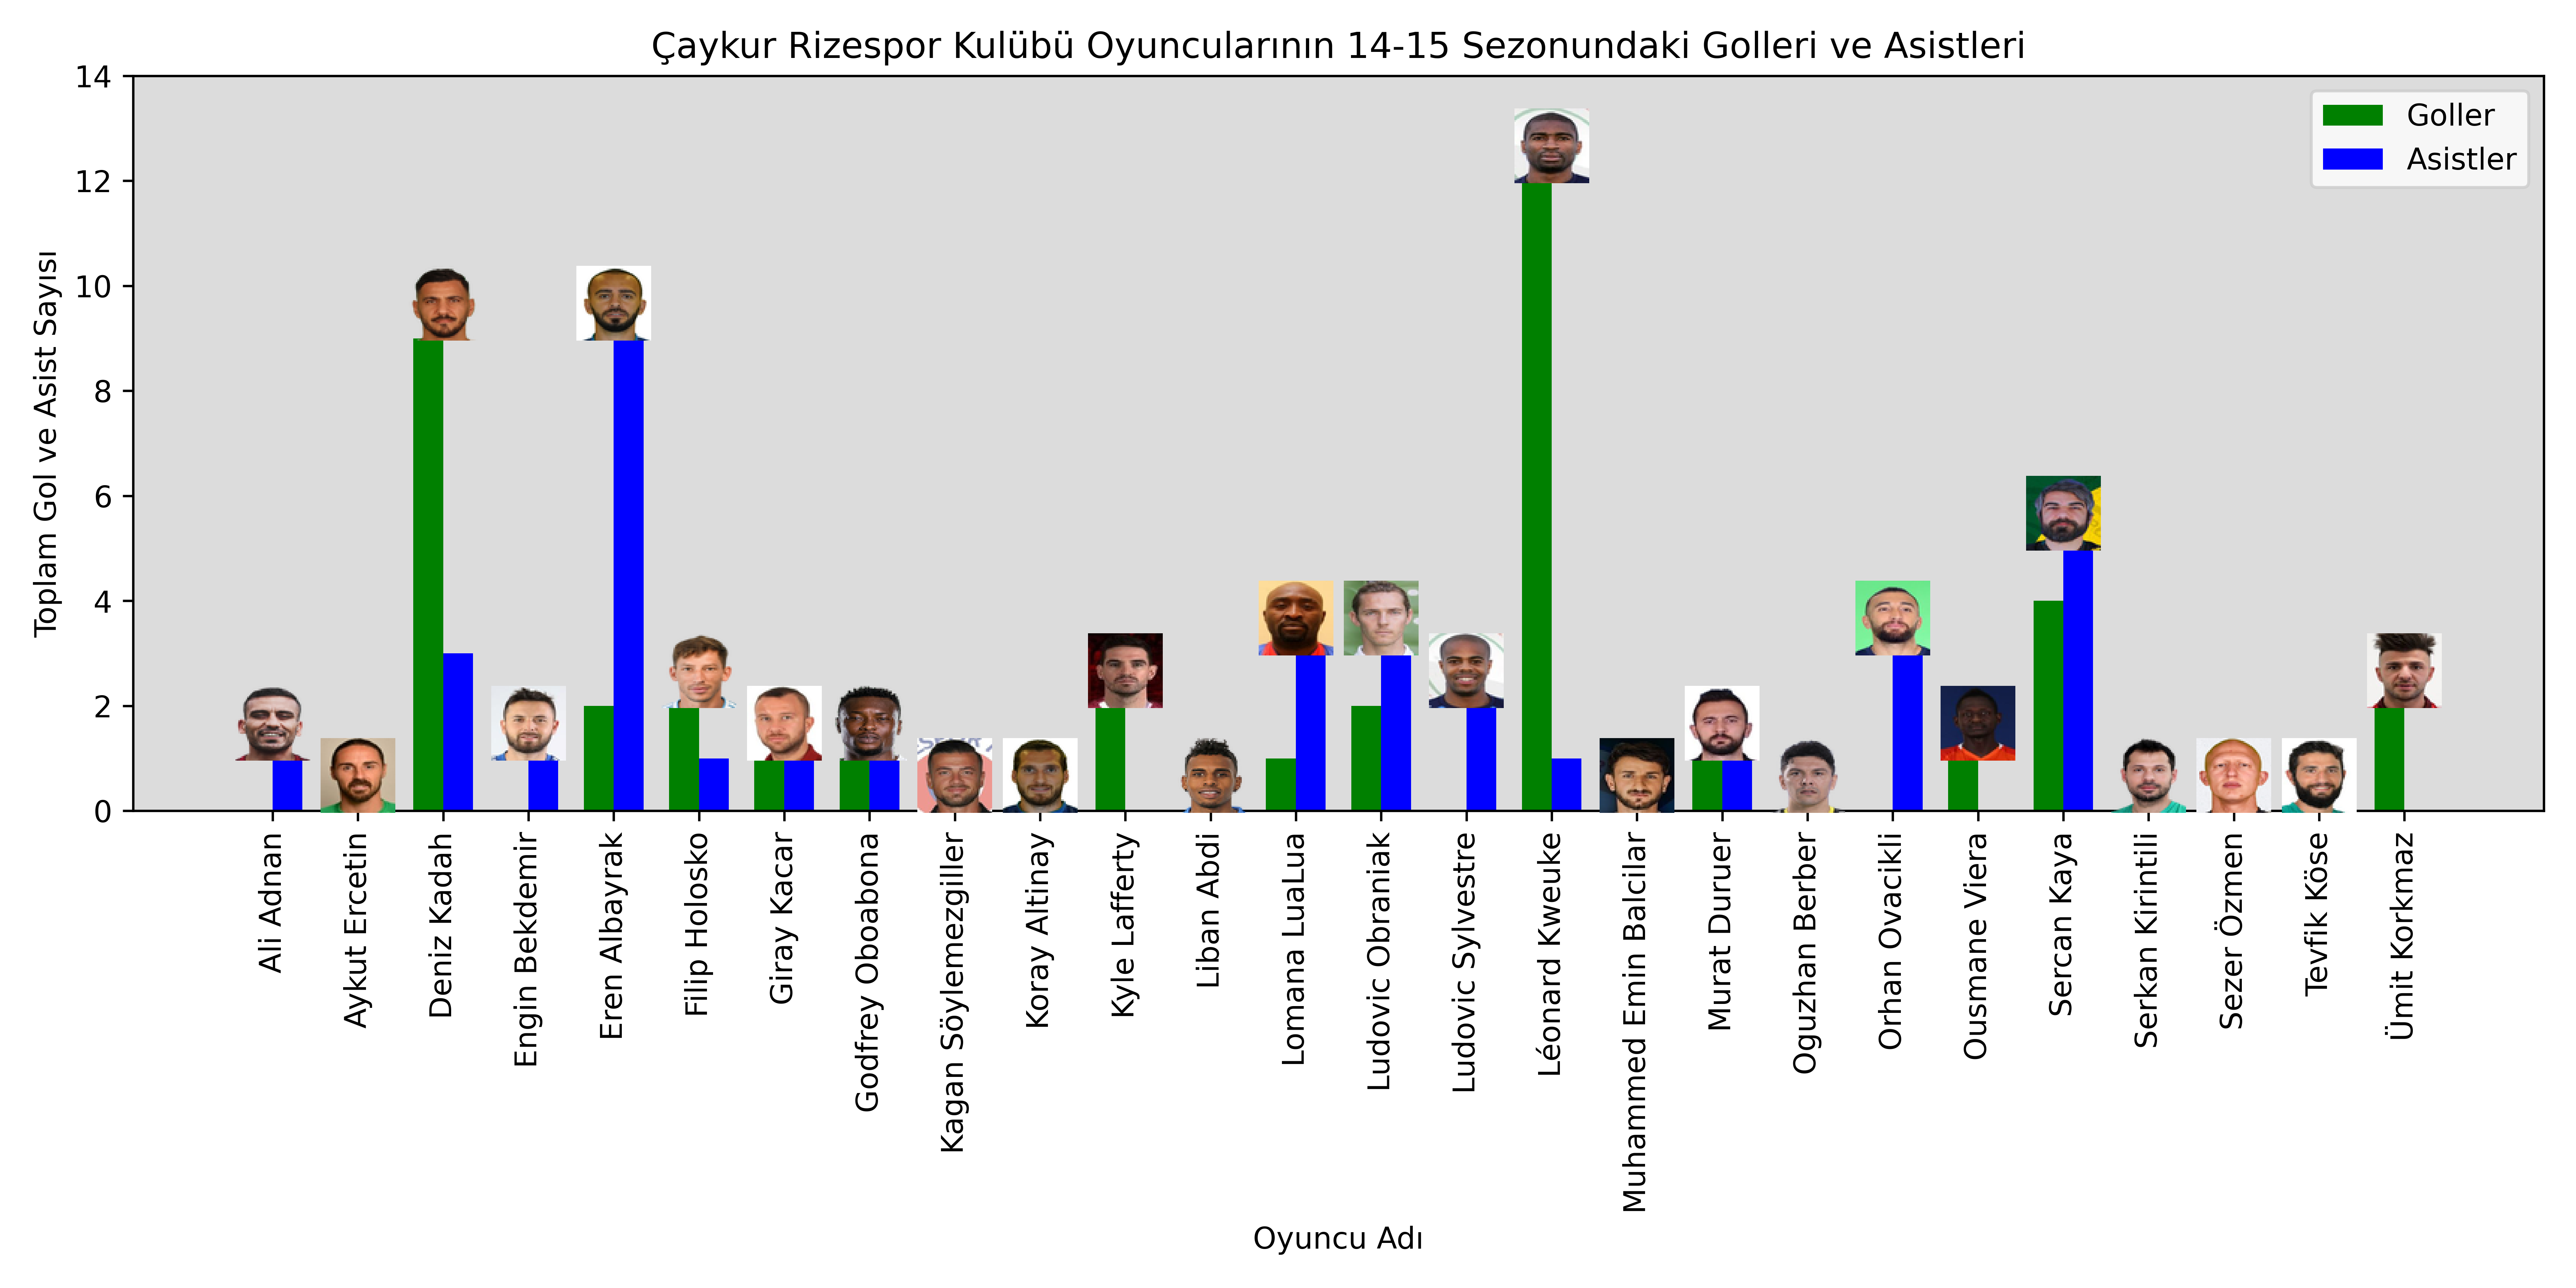 Çaykur Rizespor Kulübü Oyuncularının 14-15 Sezonundaki Golleri ve Asistleri
Goller
Asistler
Toplam Gol ve Asist Sayısı
14
12
10
8
6
4
2
0
Ali Adnan
Aykut Ercetin
Deniz Kadah
Engin Bekdemir
Eren Albayrak
Filip Holosko
Giray Kacar
Godfrey Oboabona
Kagan Söylemezgiller
Koray Altinay
Kyle Lafferty
Liban Abdi
Lomana LuaLua
Ludovic Obraniak
Ludovic Sylvestre
Léonard Kweuke
Muhammed Emin Balcilar
Murat Duruer
Oguzhan Berber
Orhan Ovacikli
Ousmane Viera
Sercan Kaya
Serkan Kirintili
Sezer Özmen
Tevfik Köse
Ümit Korkmaz
Oyuncu Adı